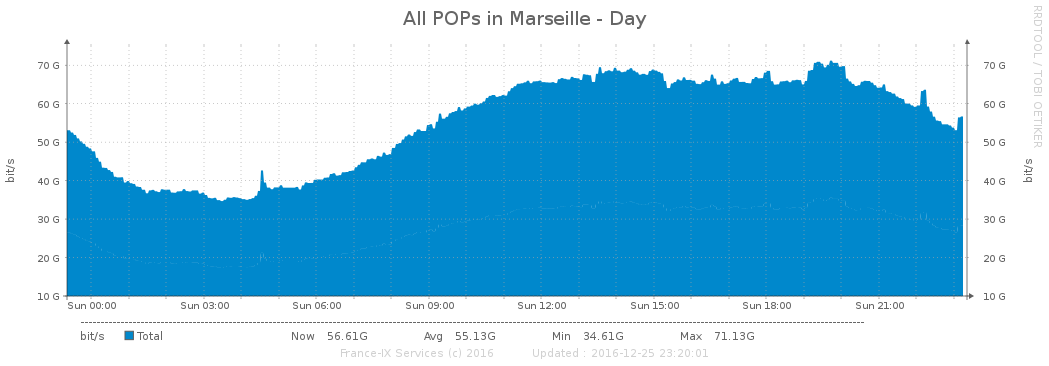 All POPs in Marseille - Day
RRDTOOL / TOBI OETIKER
bit/s
70 G
60 G
50 G
40 G
30 G
20 G
10 G
70 G
60 G
50 G
40 G
30 G
20 G
10 G
bit/s
Sun 00:00 Sun 03:00 Sun 06:00 Sun 09:00 Sun 12:00 Sun 15:00 Sun 18:00 Sun 21:00
bit/s Total Now 56.61G Avg 55.13G Min 34.61G Max 71.13G
France-IX Services (c) 2016 Updated : 2016-12-25 23:20:01